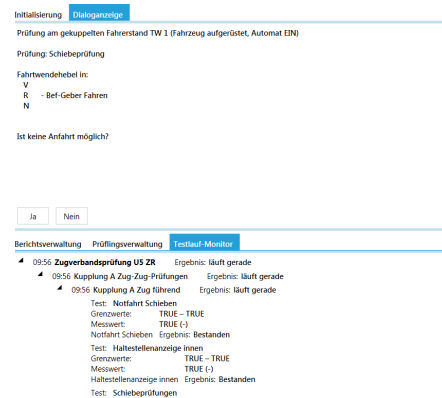 Initialisierung Dialoganzeige
Prüfung am gekuppelten Fahrerstand TW 1 (Fahrzeug aufgerüstet, Automat EIN)
Prüfung: Schiebeprüfung
Fahrtwendehebel in:
V
R - Bef-Geber Fahren
N
Ist keine Anfahrt möglich?
Ja Nein
Berichtsverwaltung Prüflingsverwaltung Testlauf-Monitor
09:56 Zugverbandsprüfung U5 ZR Ergebnis: läuft gerade
09:56 Kupplung A Zug-Zug-Prüfungen Ergebnis: läuft gerade
09:56 Kupplung A Zug führend Ergebnis: läuft gerade
Test: Notfahrt Schieben
Grenzwerte: TRUE – TRUE
Messwert: TRUE (-)
Notfahrt Schieben Ergebnis: Bestanden
Test: Haltestellenanzeige innen
Grenzwerte: TRUE – TRUE
Messwert: TRUE (-)
Haltestellenanzeige innen Ergebnis: Bestanden
Test: Schiebeprüfungen